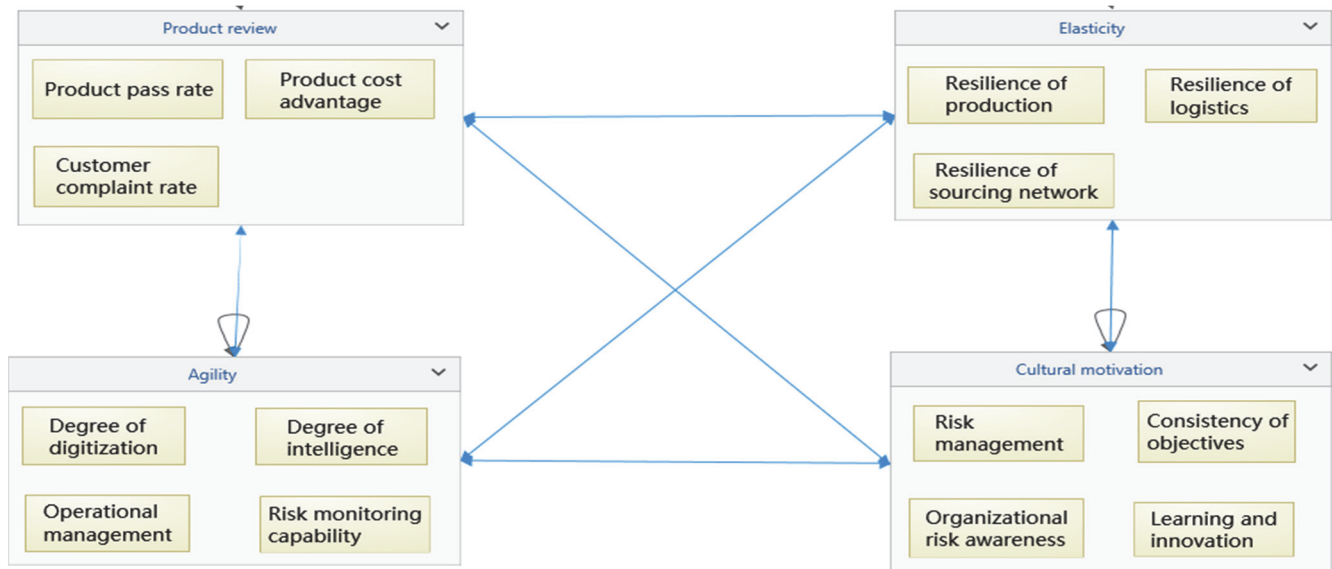 Product review
Product pass rate
Product cost
advantage
Customer
complaint rate
Elasticity
Resilience of
production
Resilience of
logistics
Resilience of
sourcing network
Agility
Degree of
digitization
Degree of
intelligence
Operational
management
Risk monitoring
capability
Cultural motivation
Risk
management
Consistency of
objectives
Organizational
risk awareness
Learning and
innovation